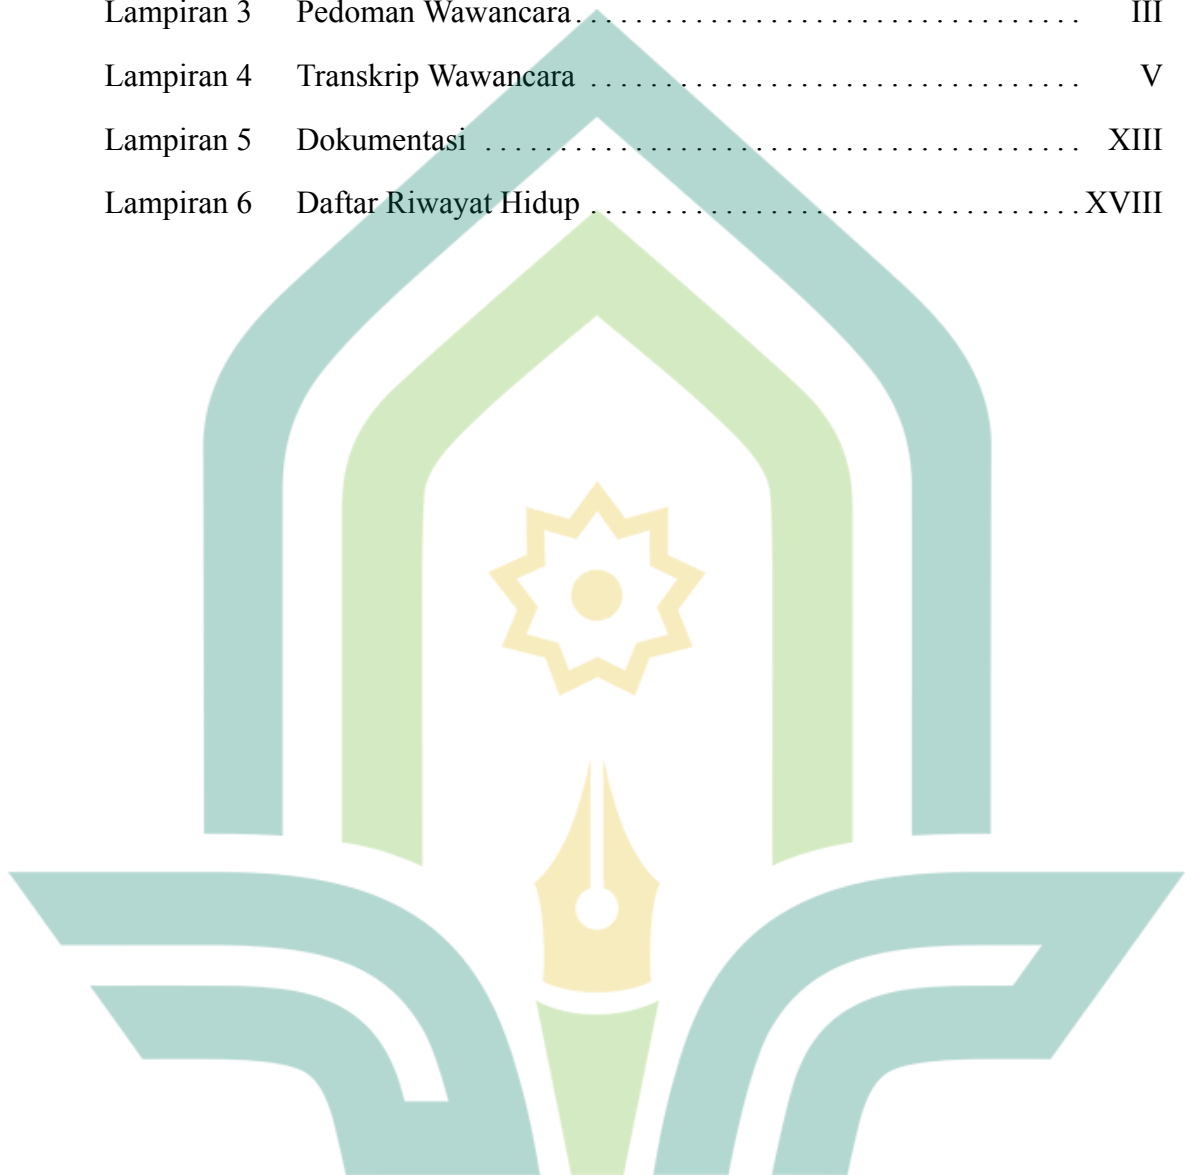 Lampiran 3 Pedoman Wawancara . . . . . . . . . . . . . . . . . . . . . . . . . . . . . . . . . . III
Lampiran 4 Transkrip Wawancara . . . . . . . . . . . . . . . . . . . . . . . . . . . . . . . . . V
Lampiran 5 Dokumentasi . . . . . . . . . . . . . . . . . . . . . . . . . . . . . . . . . . . . . . . . XIII
Lampiran 6 Daftar Riwayat Hidup . . . . . . . . . . . . . . . . . . . . . . . . . . . . . . . . . XVIII